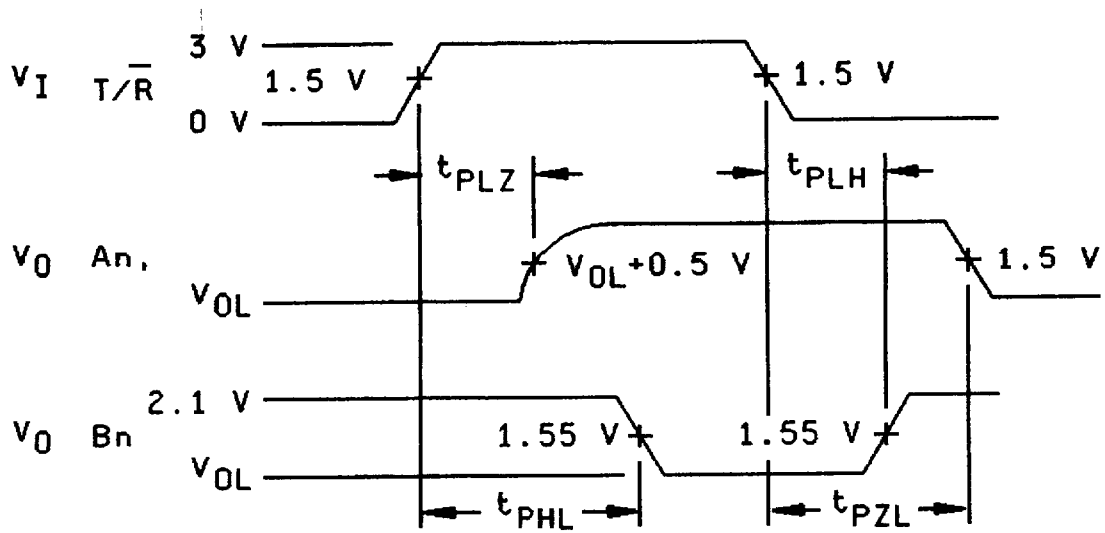 3 V
V_I T/R̅ 1.5 V 1.5 V
0 V
t_PLZ t_PLH
V_O An, V_OL+0.5 V 1.5 V
V_OL
2.1 V
V_O Bn 1.55 V 1.55 V
V_OL
t_PHL t_PZL